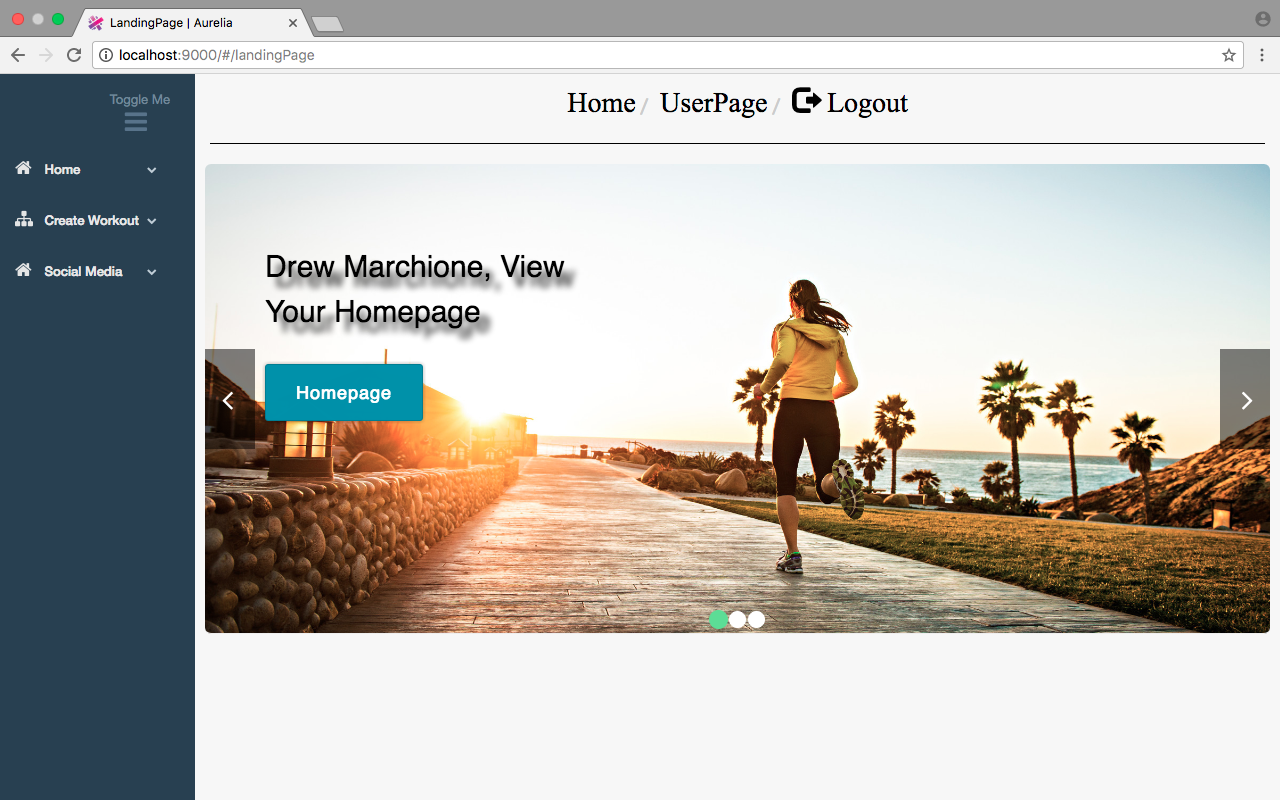 LandingPage | Aurelia
localhost:9000/#/landingPage
Toggle Me
Home
Create Workout
Social Media
Home / UserPage / Logout
Drew Marchione, View
Your Homepage
Homepage